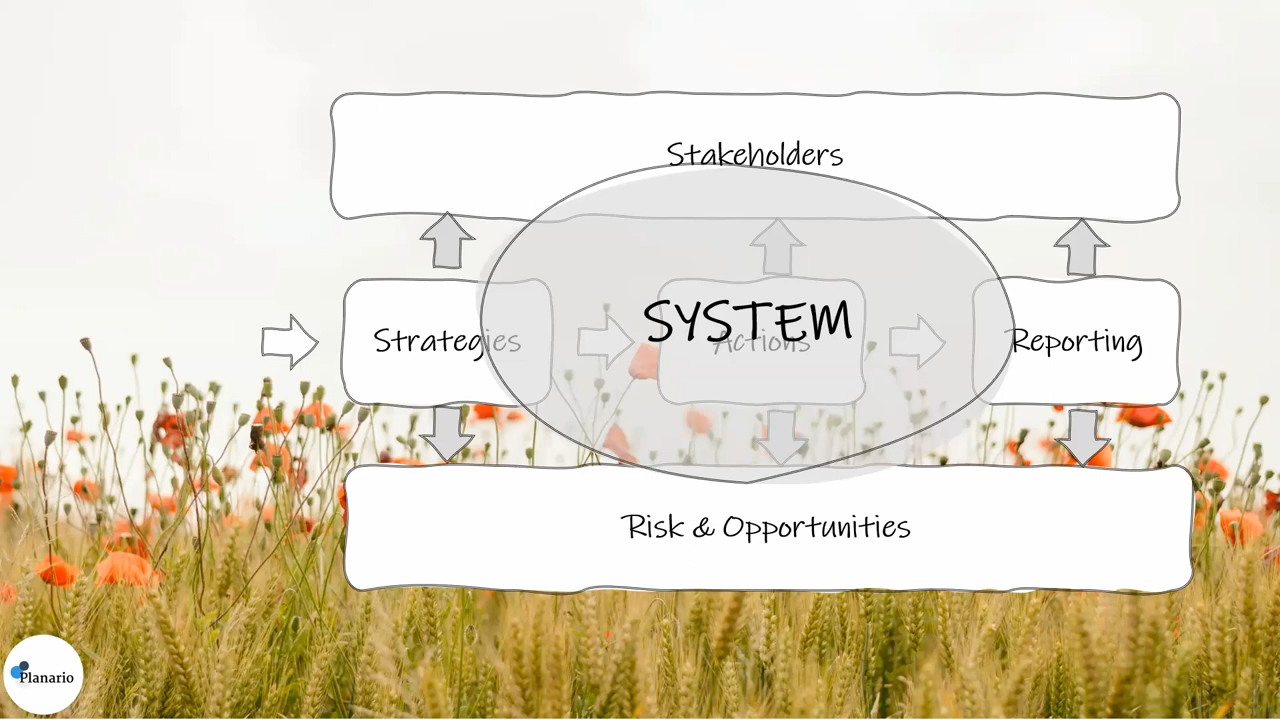 Stakeholders
SYSTEM
Strategies
Actions
Reporting
Risk & Opportunities
Planario